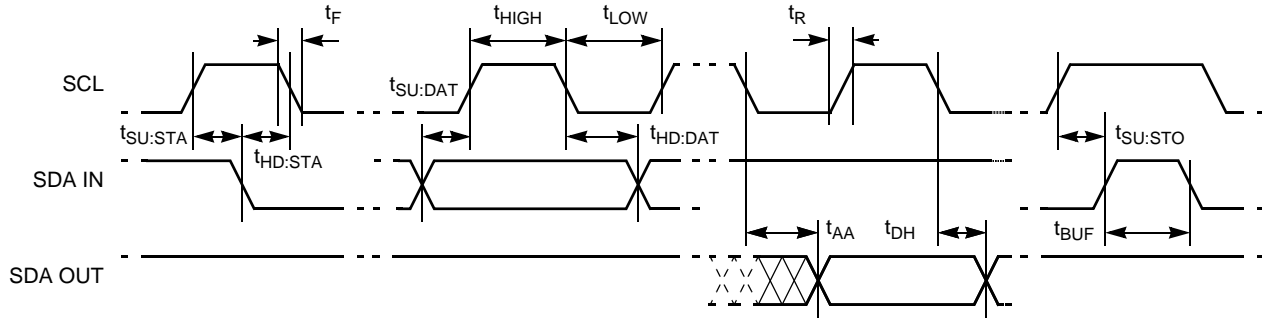 tF
tHIGH
tLOW
tR
SCL
tSU:DAT
tSU:STA
tHD:STA
tHD:DAT
tSU:STO
SDA IN
tAA
tDH
tBUF
SDA OUT